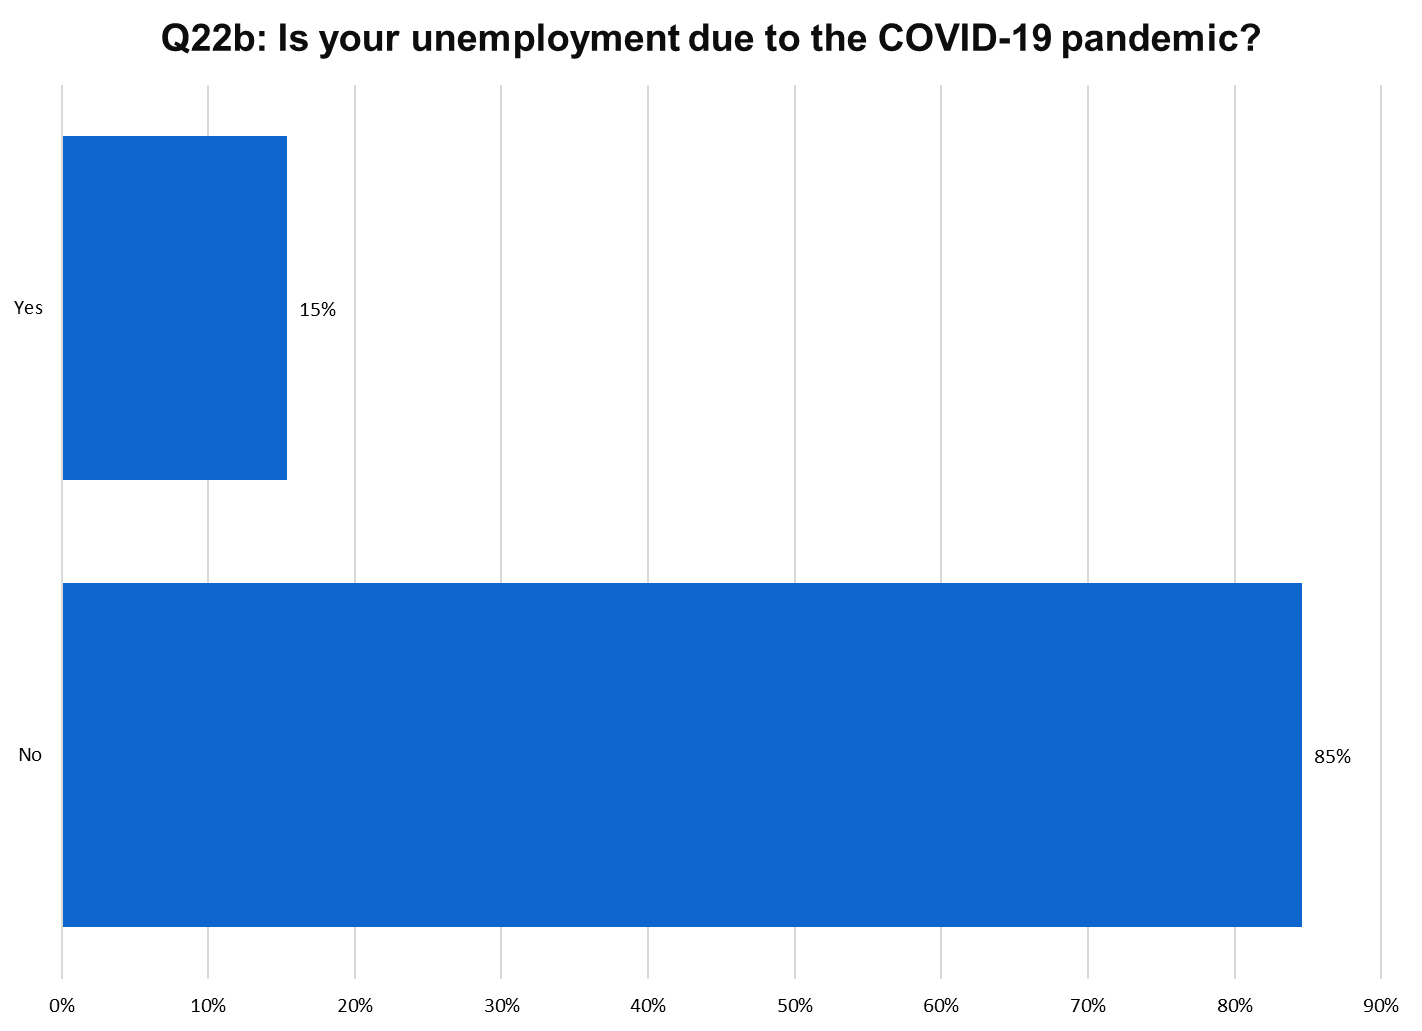 Q22b: Is your unemployment due to the COVID-19 pandemic?
Yes
15%
No
85%
0% 10% 20% 30% 40% 50% 60% 70% 80% 90%